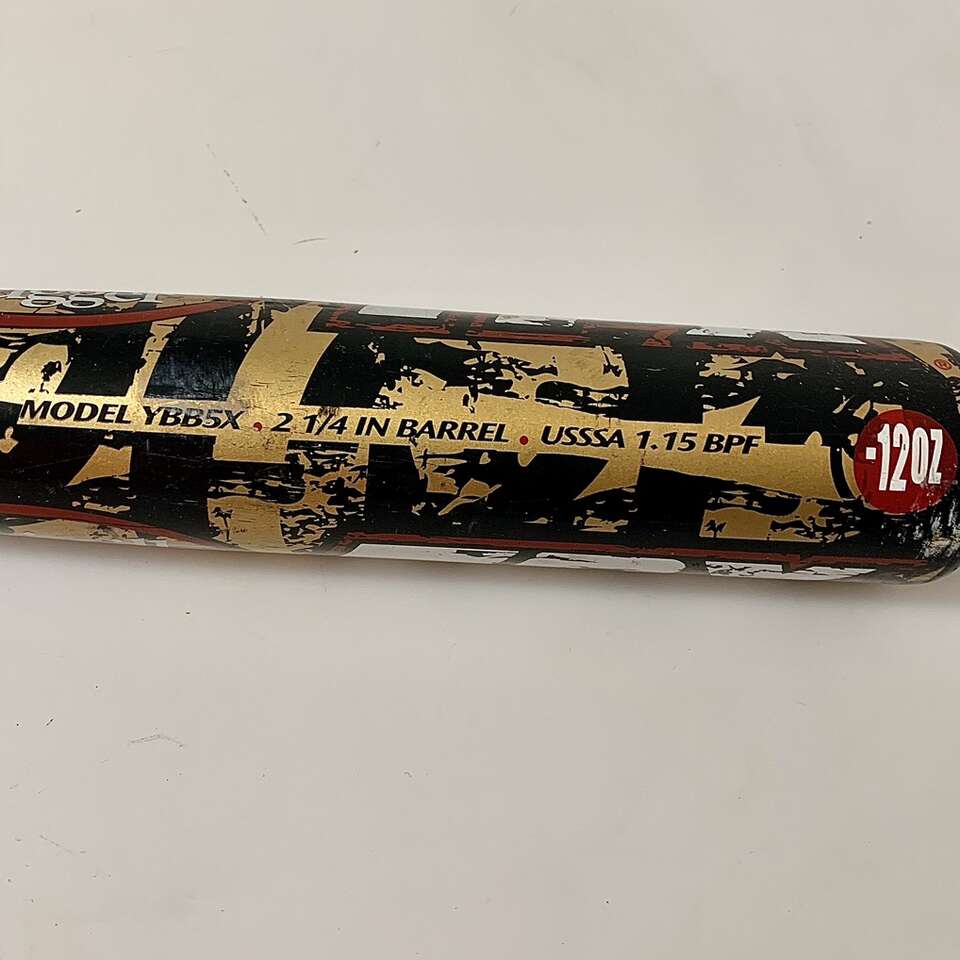 MODEL YBB5X . 2 1/4 IN BARREL . USSSA 1.15 BPF
-12OZ
®